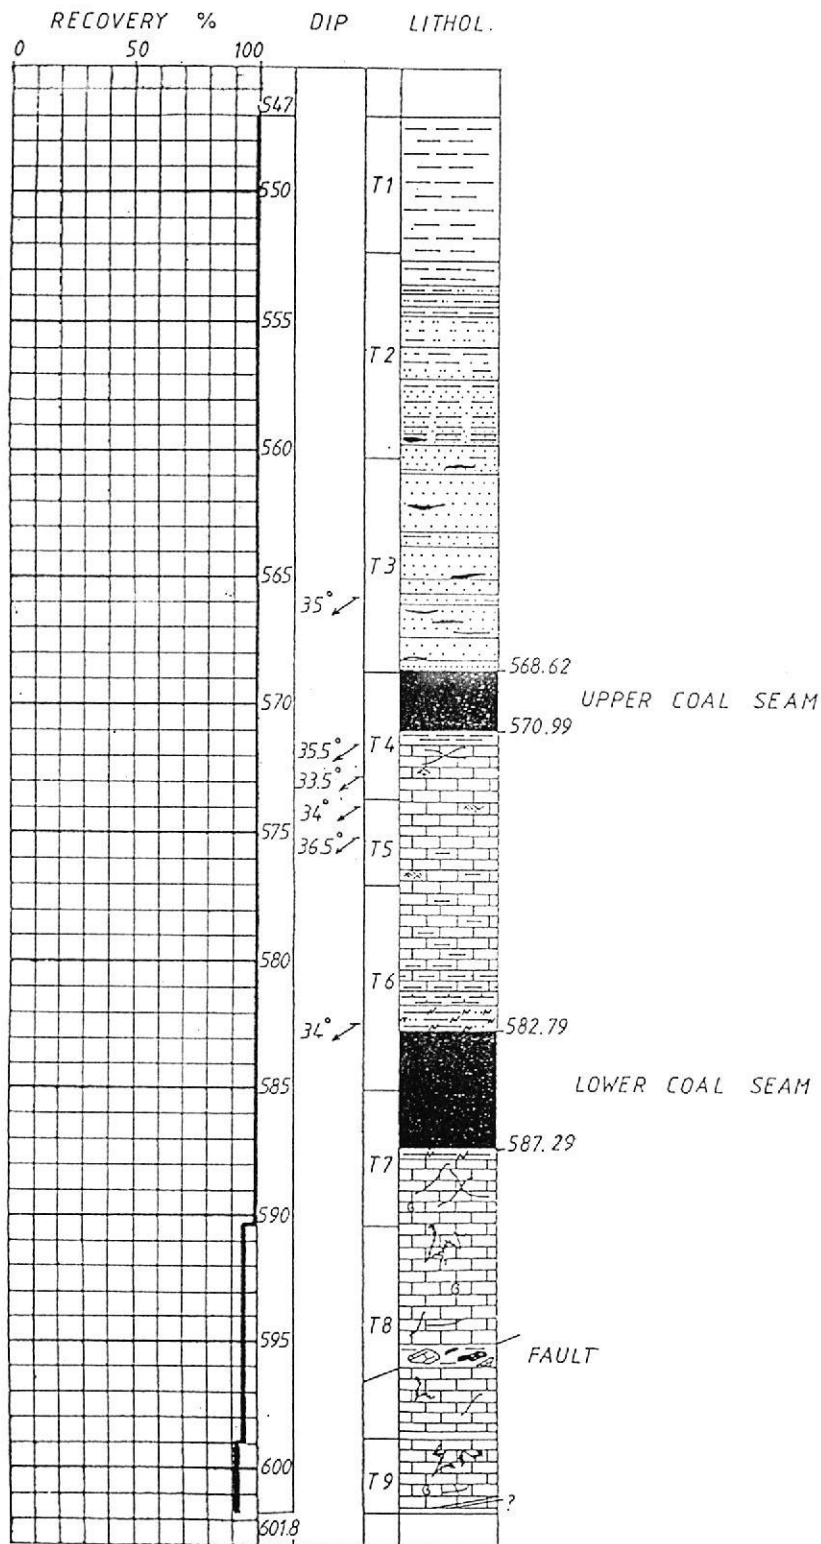 RECOVERY % DIP LITHOL.
0 50 100
547
T1
550
555
T2
560
T3
565
35°
568.62
570
UPPER COAL SEAM
570.99
T4
35.5°
33.5°
34°
575
36.5°
T5
580
T6
34°
582.79
585
LOWER COAL SEAM
587.29
T7
590
T8
595
FAULT
600
T9
?
601.8